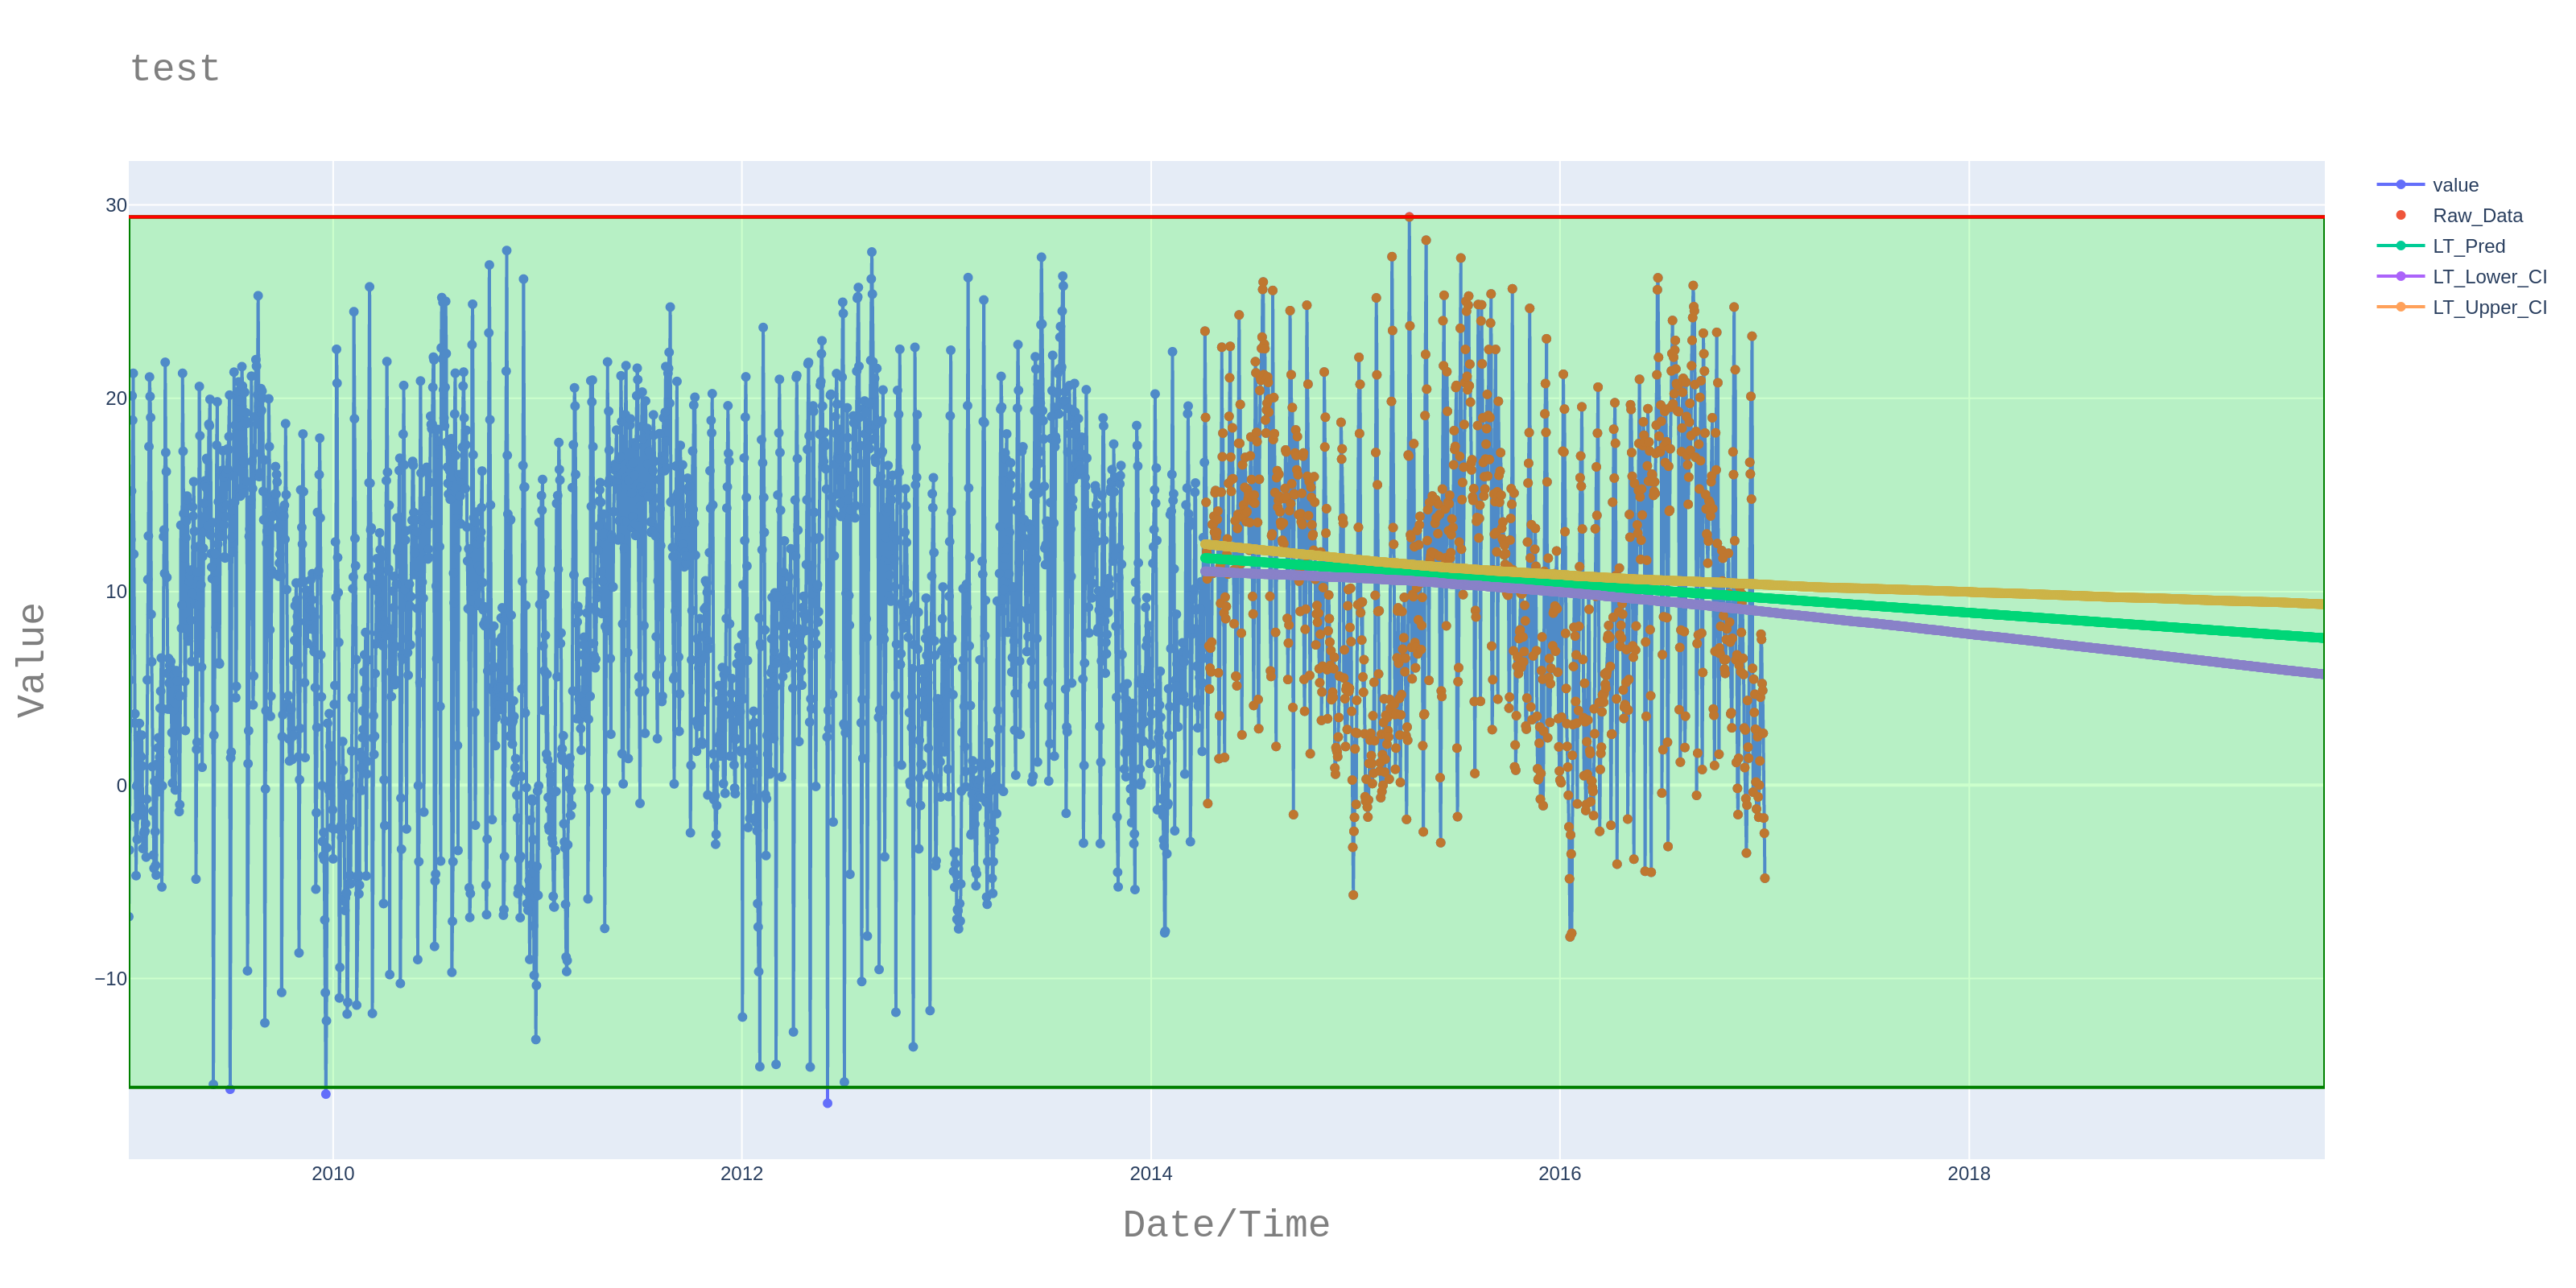 test
value
Raw_Data
LT_Pred
LT_Lower_CI
LT_Upper_CI
30
20
10
0
−10
Value
2010
2012
2014
2016
2018
Date/Time